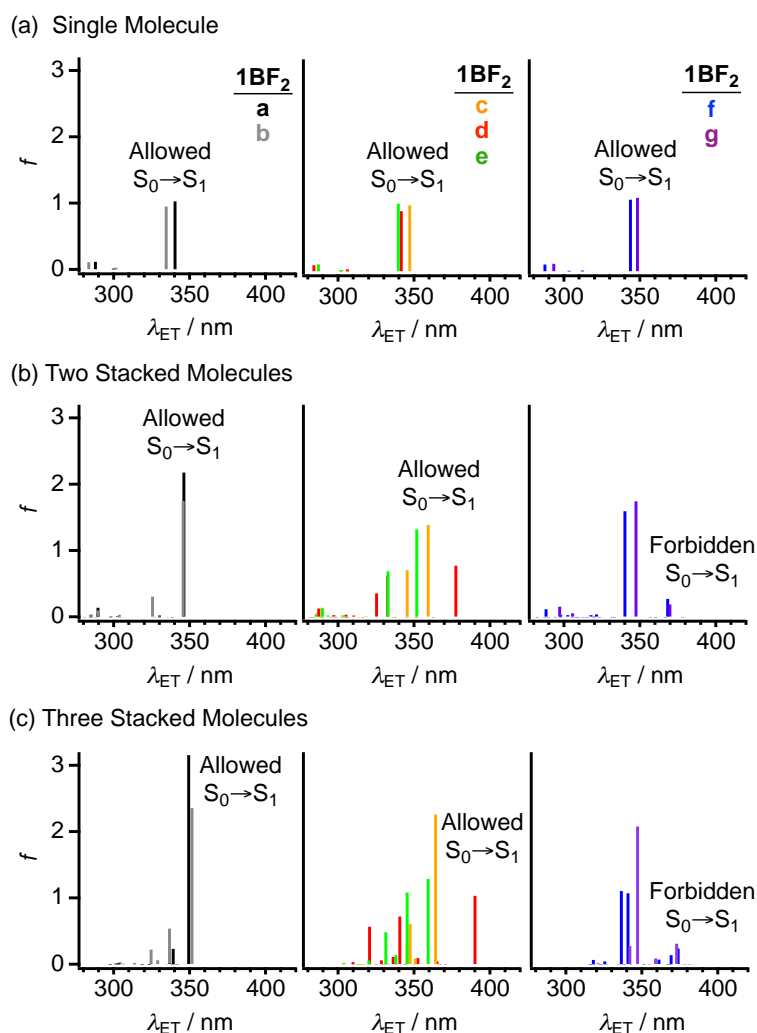 (a) Single Molecule
3
2
1
0
f
1BF₂
a
b
Allowed
S₀→S₁
300 350 400
λET / nm
1BF₂
c
d
e
Allowed
S₀→S₁
300 350 400
λET / nm
1BF₂
f
g
Allowed
S₀→S₁
300 350 400
λET / nm
(b) Two Stacked Molecules
3
2
1
0
f
Allowed
S₀→S₁
300 350 400
λET / nm
Allowed
S₀→S₁
300 350 400
λET / nm
Forbidden
S₀→S₁
300 350 400
λET / nm
(c) Three Stacked Molecules
3
2
1
0
f
Allowed
S₀→S₁
300 350 400
λET / nm
Allowed
S₀→S₁
300 350 400
λET / nm
Forbidden
S₀→S₁
300 350 400
λET / nm